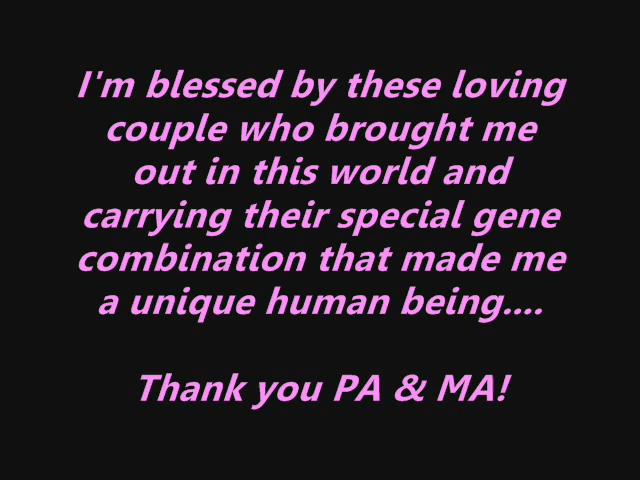 I'm blessed by these loving
couple who brought me
out in this world and
carrying their special gene
combination that made me
a unique human being....
Thank you PA & MA!